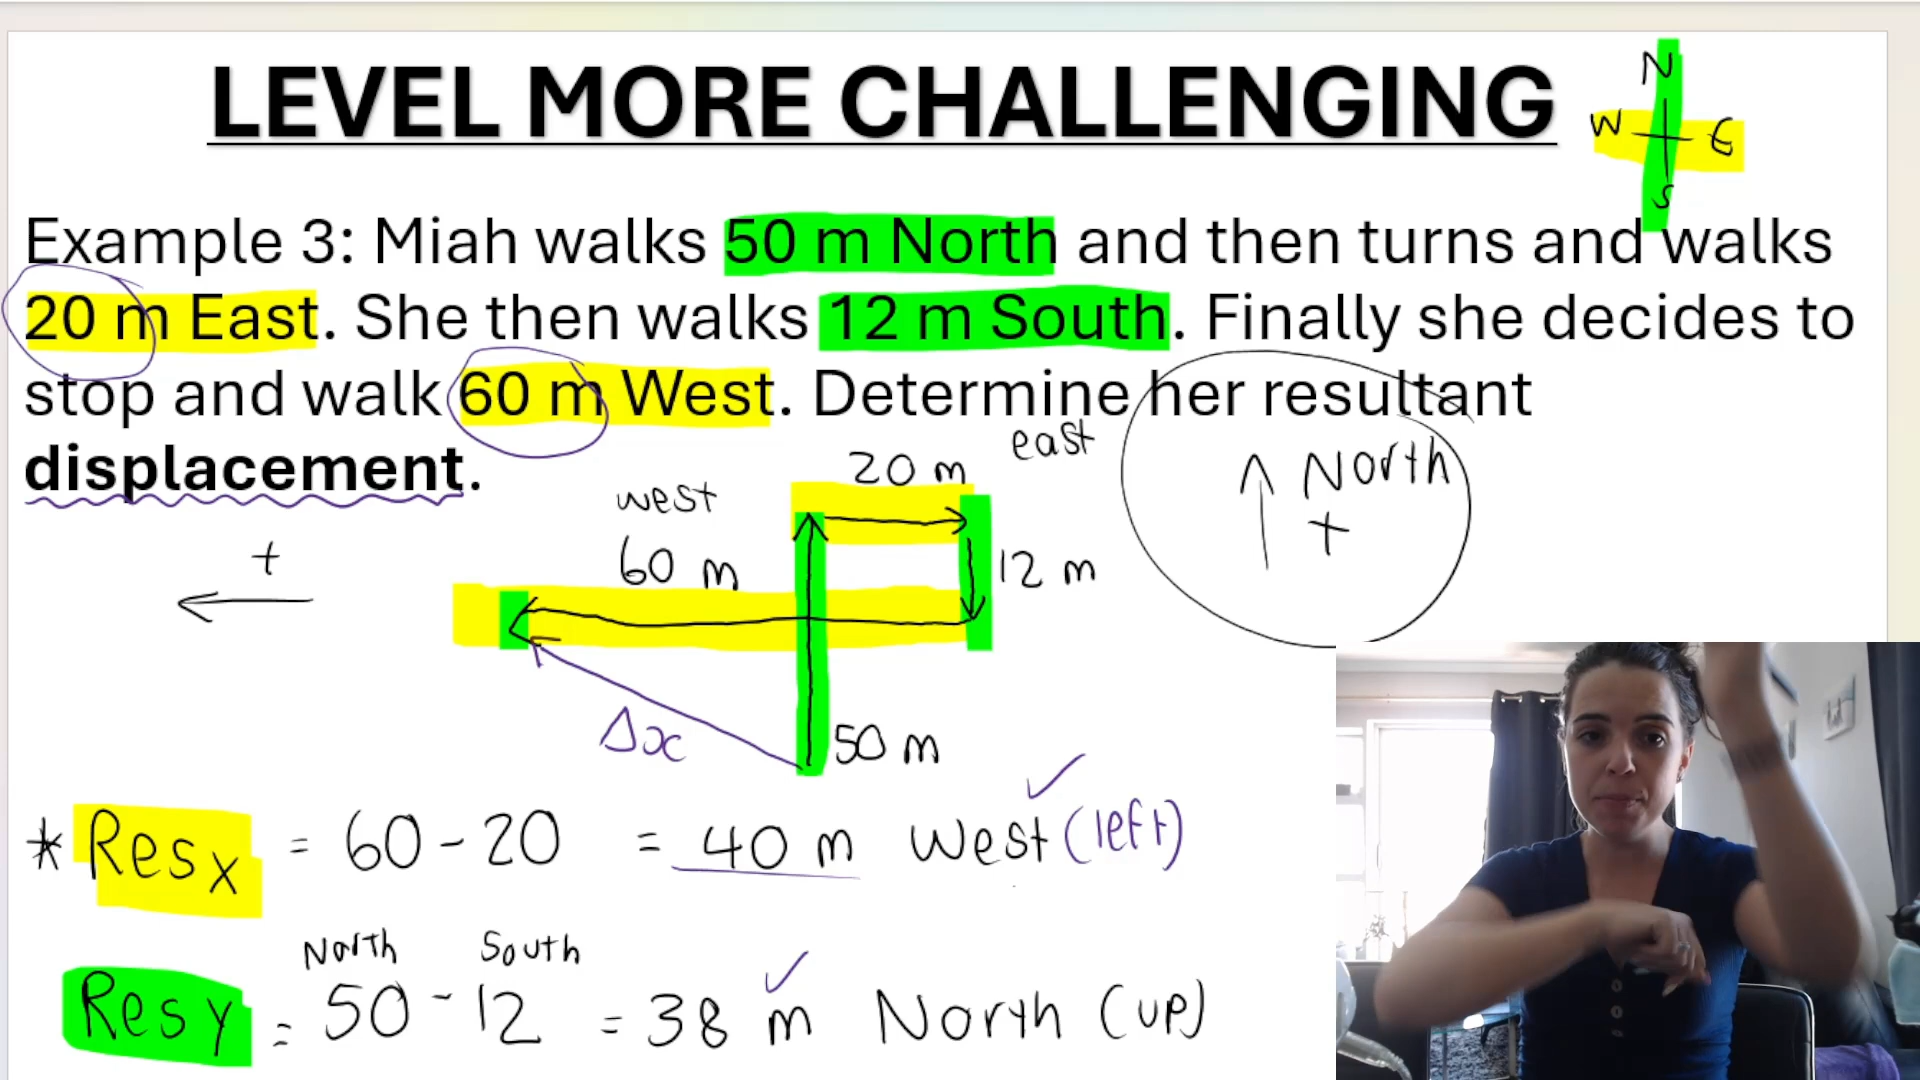 LEVEL MORE CHALLENGING
N
W E
S
Example 3: Miah walks 50 m North and then turns and walks
20 m East. She then walks 12 m South. Finally she decides to
stop and walk 60 m West. Determine her resultant
displacement.
east
20 m
west
60 m
12 m
↑ North
+
+
Δx
50 m
* Resx = 60 - 20 = 40 m West (left)
North South
Resy = 50 - 12 = 38 m North (up)